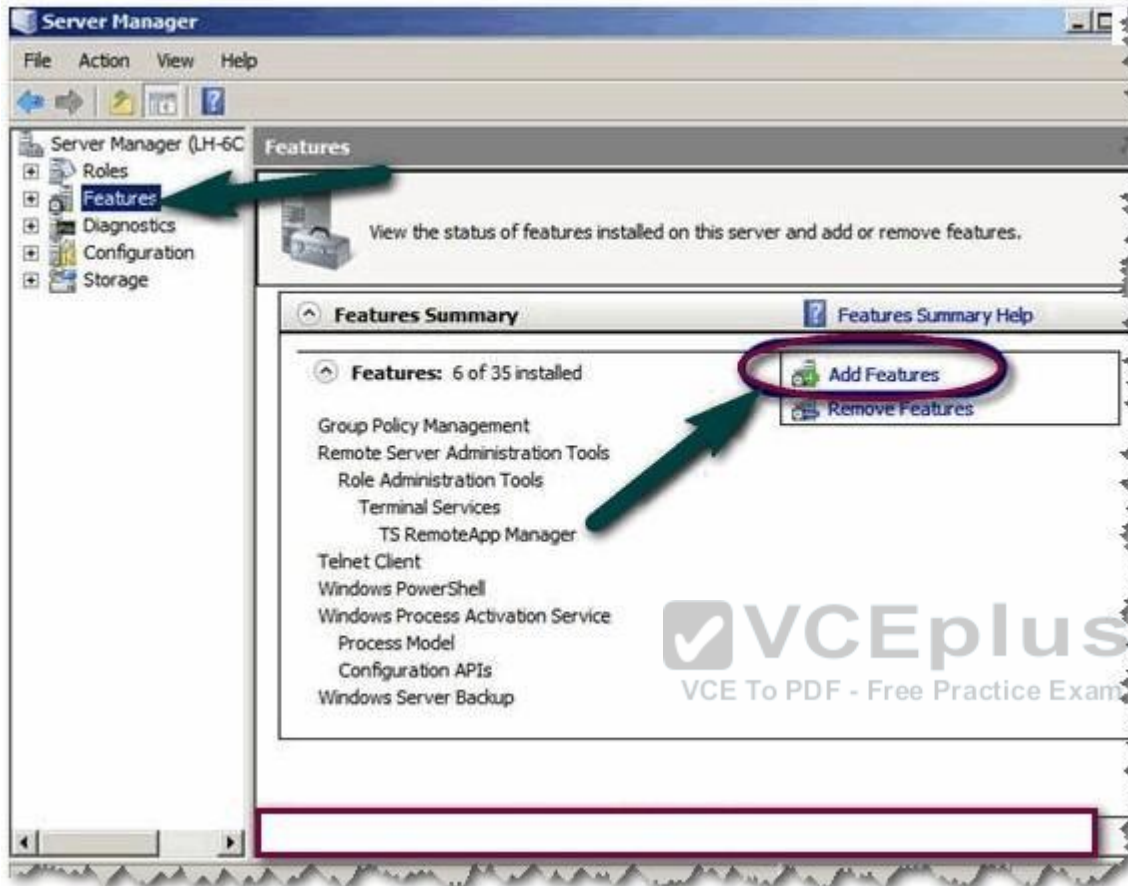 Server Manager
File Action View Help
Server Manager (LH-6C
Roles
Features
Diagnostics
Configuration
Storage
Features
View the status of features installed on this server and add or remove features.
Features Summary
Features Summary Help
Features: 6 of 35 installed
Add Features
Remove Features
Group Policy Management
Remote Server Administration Tools
Role Administration Tools
Terminal Services
TS RemoteApp Manager
Telnet Client
Windows PowerShell
Windows Process Activation Service
Process Model
Configuration APIs
Windows Server Backup
VCEplus
VCE To PDF - Free Practice Exam